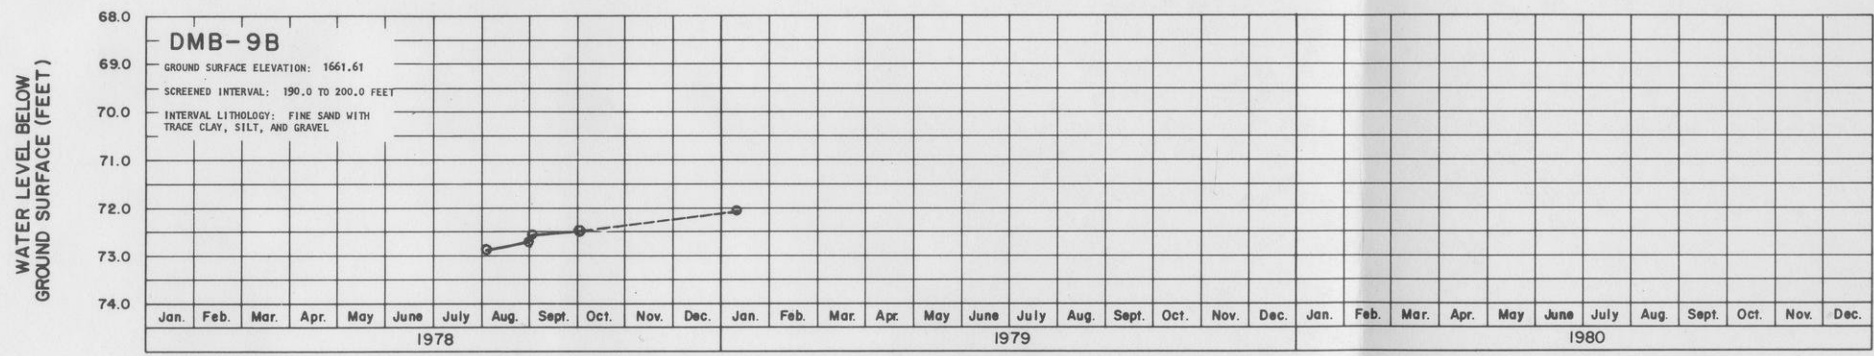 68.0
DMB-9B
69.0
GROUND SURFACE ELEVATION: 1661.61
SCREENED INTERVAL: 190.0 TO 200.0 FEET
70.0
INTERVAL LITHOLOGY: FINE SAND WITH
TRACE CLAY, SILT, AND GRAVEL
71.0
72.0
73.0
74.0
WATER LEVEL BELOW
GROUND SURFACE (FEET)
Jan. Feb. Mar. Apr. May June July Aug. Sept. Oct. Nov. Dec. Jan. Feb. Mar. Apr. May June July Aug. Sept. Oct. Nov. Dec. Jan. Feb. Mar. Apr. May June July Aug. Sept. Oct. Nov. Dec.
1978 1979 1980